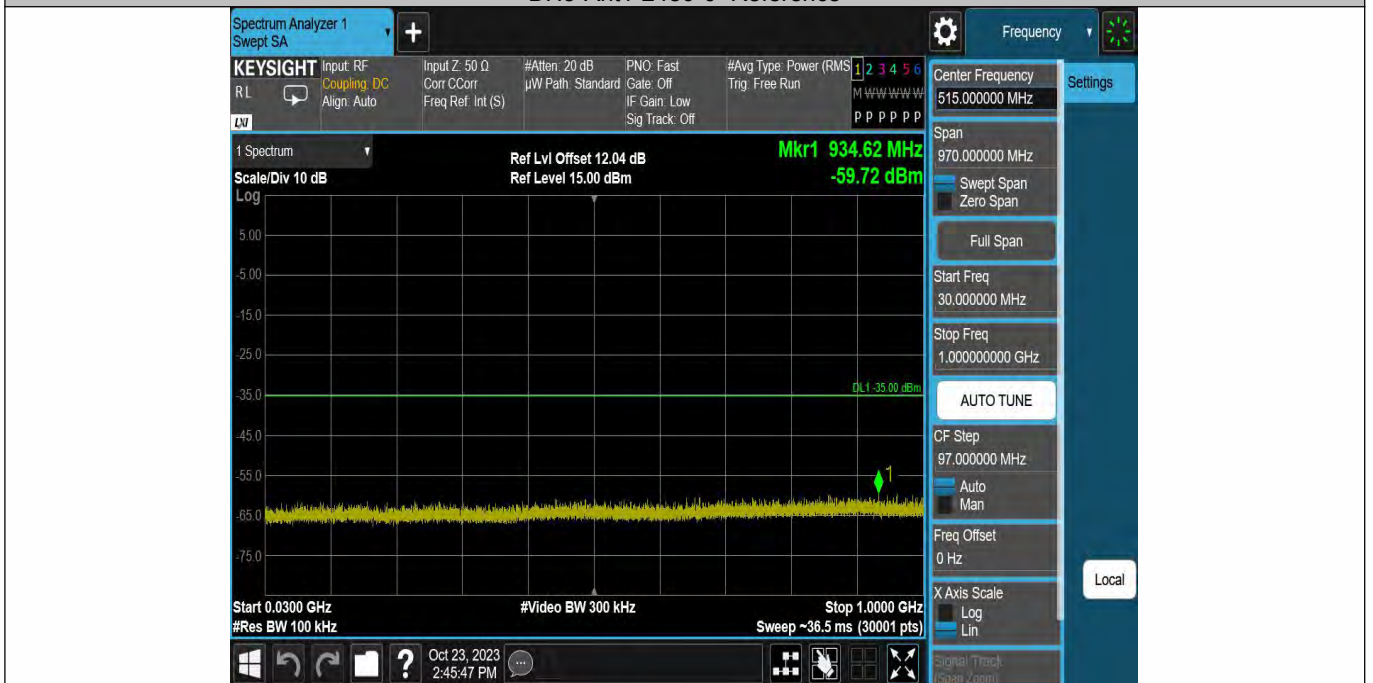 Spectrum Analyzer 1
Swept SA
+
Frequency
KEYSIGHT
RL
LXI
Input: RF
Coupling: DC
Align: Auto
Input Z: 50 Ω
Corr CCorr
Freq Ref: Int (S)
#Atten: 20 dB
µW Path: Standard
PNO: Fast
Gate: Off
IF Gain: Low
Sig Track: Off
#Avg Type: Power (RMS
Trig: Free Run
1 2 3 4 5 6
M W W W W W
P P P P P P
Center Frequency
515.000000 MHz
Settings
Span
970.000000 MHz
Swept Span
Zero Span
Full Span
Start Freq
30.000000 MHz
Stop Freq
1.000000000 GHz
AUTO TUNE
CF Step
97.000000 MHz
Auto
Man
Freq Offset
0 Hz
X Axis Scale
Log
Lin
Signal Track
(Span Zoom)
Local
1 Spectrum
Scale/Div 10 dB
Ref Lvl Offset 12.04 dB
Ref Level 15.00 dBm
Mkr1 934.62 MHz
-59.72 dBm
Log
5.00
-5.00
-15.0
-25.0
-35.0
-45.0
-55.0
-65.0
-75.0
DL1 -35.00 dBm
1
Start 0.0300 GHz
#Res BW 100 kHz
#Video BW 300 kHz
Stop 1.0000 GHz
Sweep ~36.5 ms (30001 pts)
?
Oct 23, 2023
2:45:47 PM